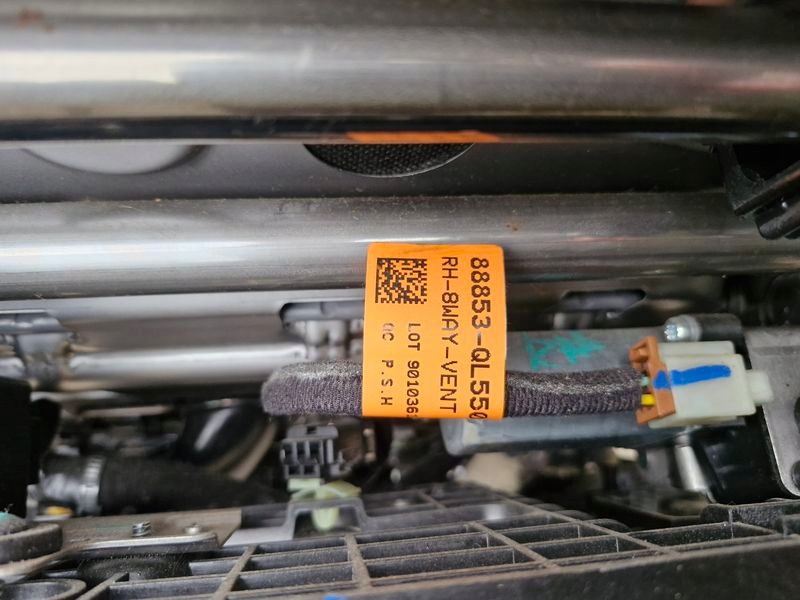 88853-QL550
RH-8WAY-VENT
LOT 901036
QC P.S.H